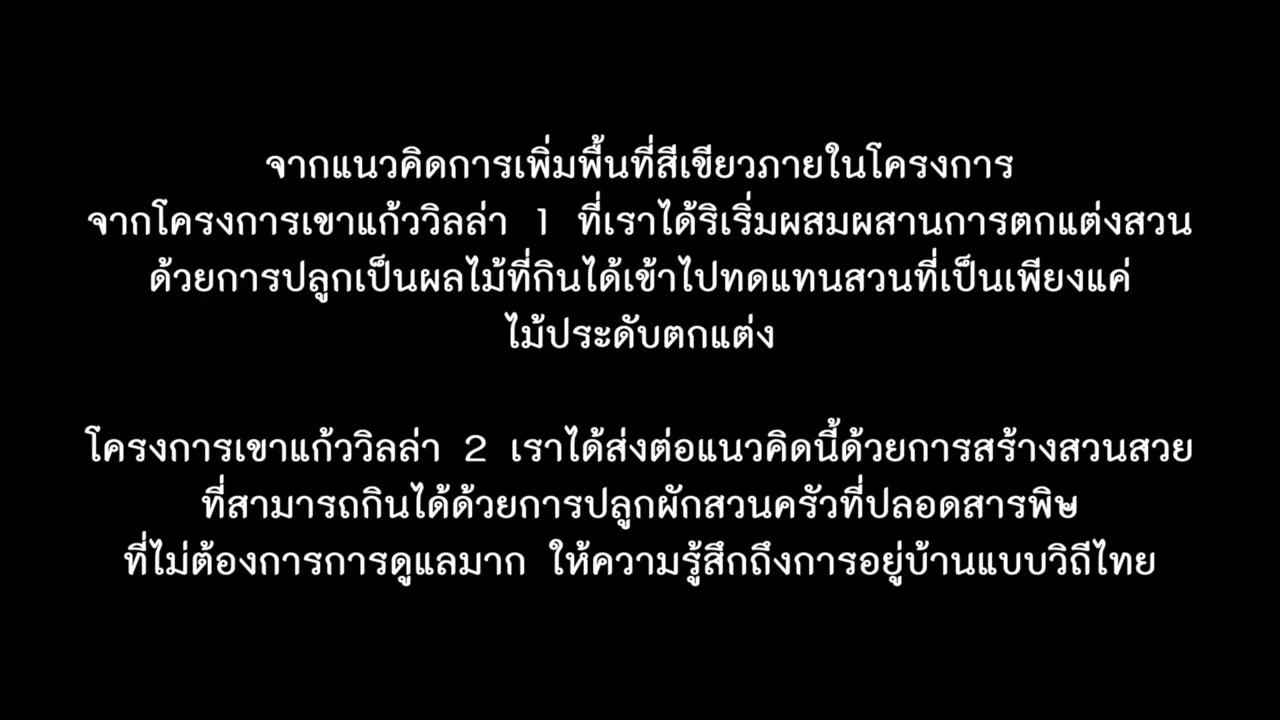 จากแนวคิดการเพิ่มพื้นที่สีเขียวภายในโครงการ
จากโครงการเขาแก้ววิลล่า 1 ที่เราได้ริเริ่มผสมผสานการตกแต่งสวน
ด้วยการปลูกเป็นผลไม้ที่กินได้เข้าไปทดแทนสวนที่เป็นเพียงแค่
ไม้ประดับตกแต่ง
โครงการเขาแก้ววิลล่า 2 เราได้ส่งต่อแนวคิดนี้ด้วยการสร้างสวนสวย
ที่สามารถกินได้ด้วยการปลูกผักสวนครัวที่ปลอดสารพิษ
ที่ไม่ต้องการการดูแลมาก ให้ความรู้สึกถึงการอยู่บ้านแบบวิถีไทย